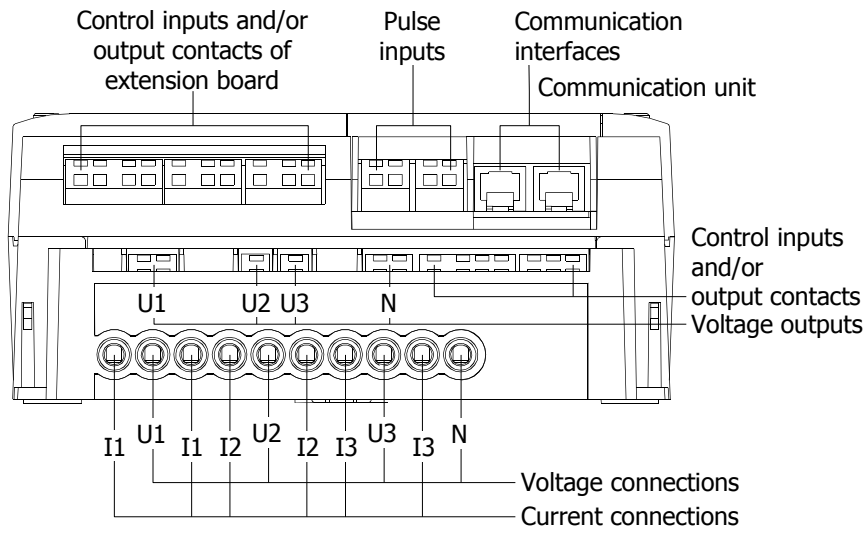 Control inputs and/or
output contacts of
extension board
Pulse
inputs
Communication
interfaces
Communication unit
Control inputs
and/or
output contacts
Voltage outputs
U1 U2 U3 N
I1 U1 I1 I2 U2 I2 I3 U3 I3 N
Voltage connections
Current connections